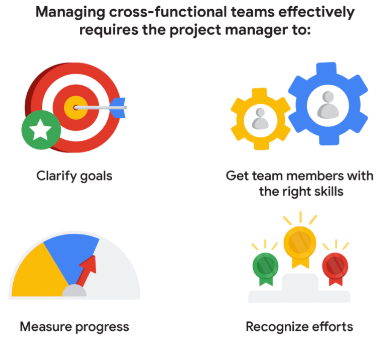 Managing cross-functional teams effectively
requires the project manager to:
Clarify goals
Get team members with
the right skills
Measure progress
Recognize efforts